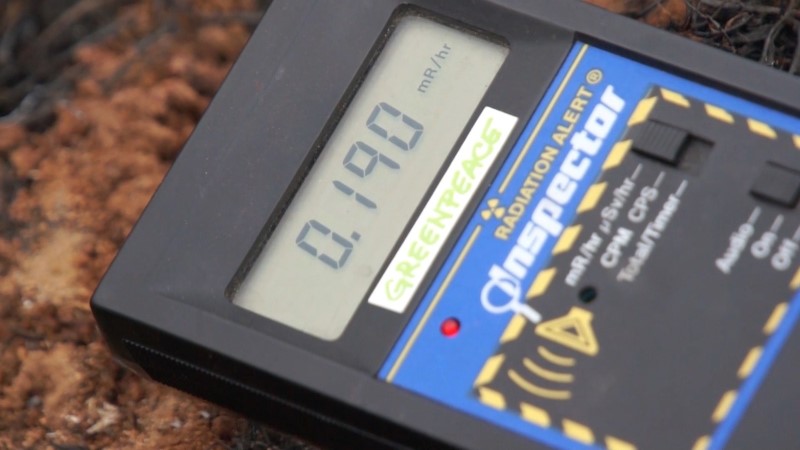 mR/hr
0.190
GREENPEACE
RADIATION ALERT®
Inspector
mR/hr µSv/hr
CPM CPS
Total/Timer
Audio
On
Off